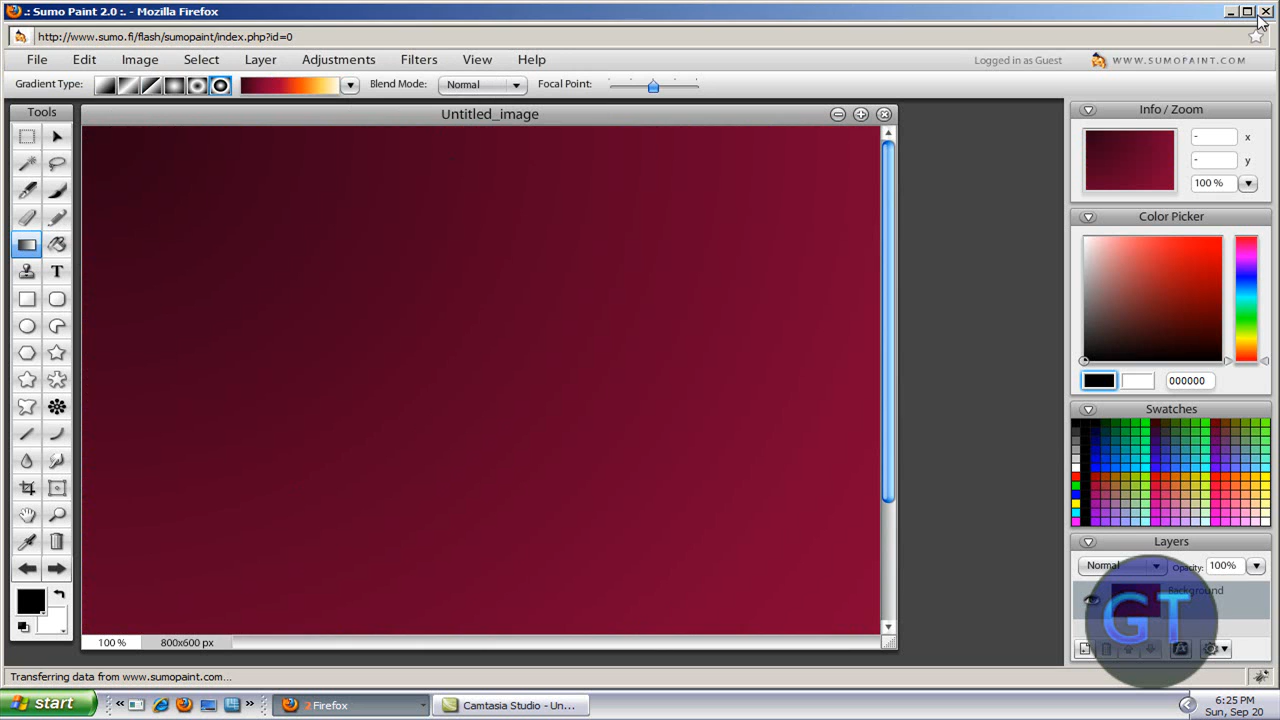 .: Sumo Paint 2.0 :. - Mozilla Firefox
http://www.sumo.fi/flash/sumopaint/index.php?id=0
File Edit Image Select Layer Adjustments Filters View Help
Logged in as Guest
WWW.SUMOPAINT.COM
Gradient Type:
Blend Mode: Normal
Focal Point:
Tools
Untitled_image
Info / Zoom
- x
- y
100 %
Color Picker
000000
Swatches
Layers
Normal
Opacity: 100%
Background
GT
T
100 %
800x600 px
Transferring data from www.sumopaint.com...
start
2 Firefox
Camtasia Studio - Un...
6:25 PM
Sun, Sep 20